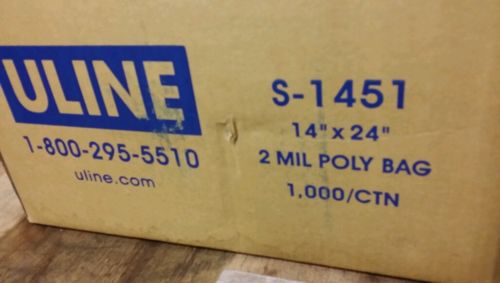 ULINE
1-800-295-5510
uline.com
S-1451
14" x 24"
2 MIL POLY BAG
1,000/CTN